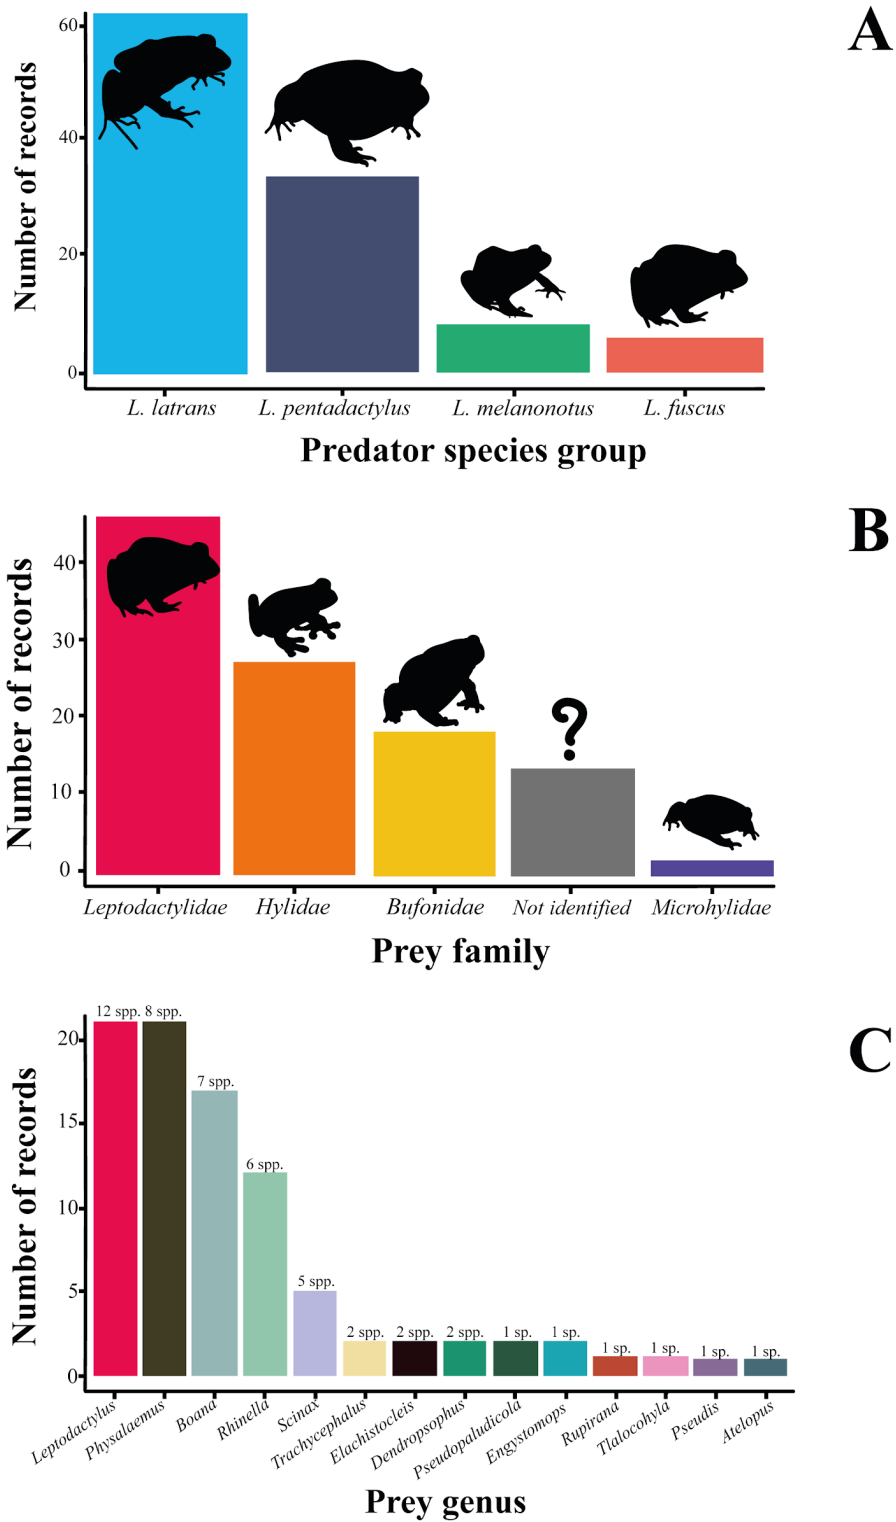 A
Number of records
60
40
20
0
L. latrans L. pentadactylus L. melanonotus L. fuscus
Predator species group
B
Number of records
40
30
20
10
0
?
Leptodactylidae Hylidae Bufonidae Not identified Microhylidae
Prey family
C
Number of records
20
15
10
5
0
12 spp. 8 spp. 7 spp. 6 spp. 5 spp. 2 spp. 2 spp. 2 spp. 1 sp. 1 sp. 1 sp. 1 sp. 1 sp. 1 sp.
Leptodactylus Physalaemus Boana Rhinella Scinax Trachycephalus Elachistocleis Dendropsophus Pseudopaludicola Engystomops Rupirana Tlalocohyla Pseudis Atelopus
Prey genus